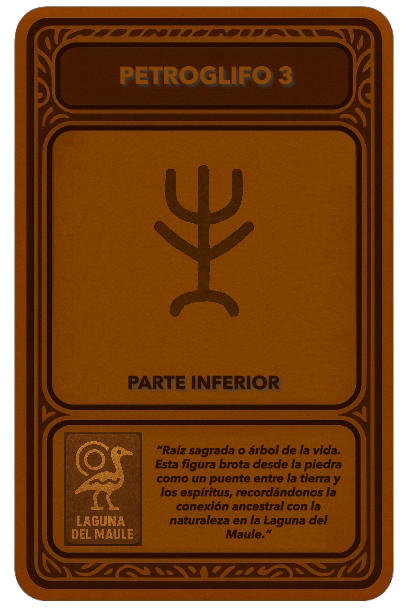 PETROGLIFO 3
PARTE INFERIOR
LAGUNA
DEL MAULE
“Raíz sagrada o árbol de la vida.
Esta figura brota desde la piedra
como un puente entre la tierra y
los espíritus, recordándonos la
conexión ancestral con la
naturaleza en la Laguna del
Maule.”